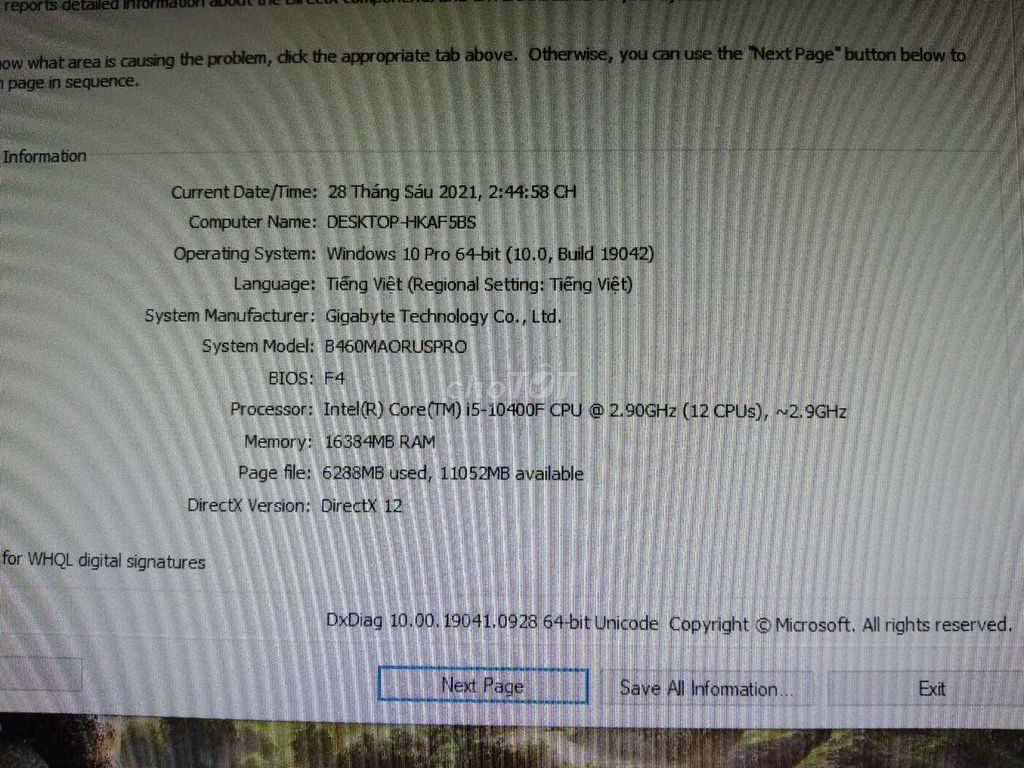 reports detailed information about the DirectX components and
ow what area is causing the problem, click the appropriate tab above. Otherwise, you can use the "Next Page" button below to
page in sequence.
Information
Current Date/Time: 28 Tháng Sáu 2021, 2:44:58 CH
Computer Name: DESKTOP-HKAF5BS
Operating System: Windows 10 Pro 64-bit (10.0, Build 19042)
Language: Tiếng Việt (Regional Setting: Tiếng Việt)
System Manufacturer: Gigabyte Technology Co., Ltd.
System Model: B460MAORUSPRO
BIOS: F4
choTỐT
Processor: Intel(R) Core(TM) i5-10400F CPU @ 2.90GHz (12 CPUs), ~2.9GHz
Memory: 16384MB RAM
Page file: 6288MB used, 11052MB available
DirectX Version: DirectX 12
for WHQL digital signatures
DxDiag 10.00.19041.0928 64-bit Unicode Copyright © Microsoft. All rights reserved.
Next Page
Save All Information...
Exit